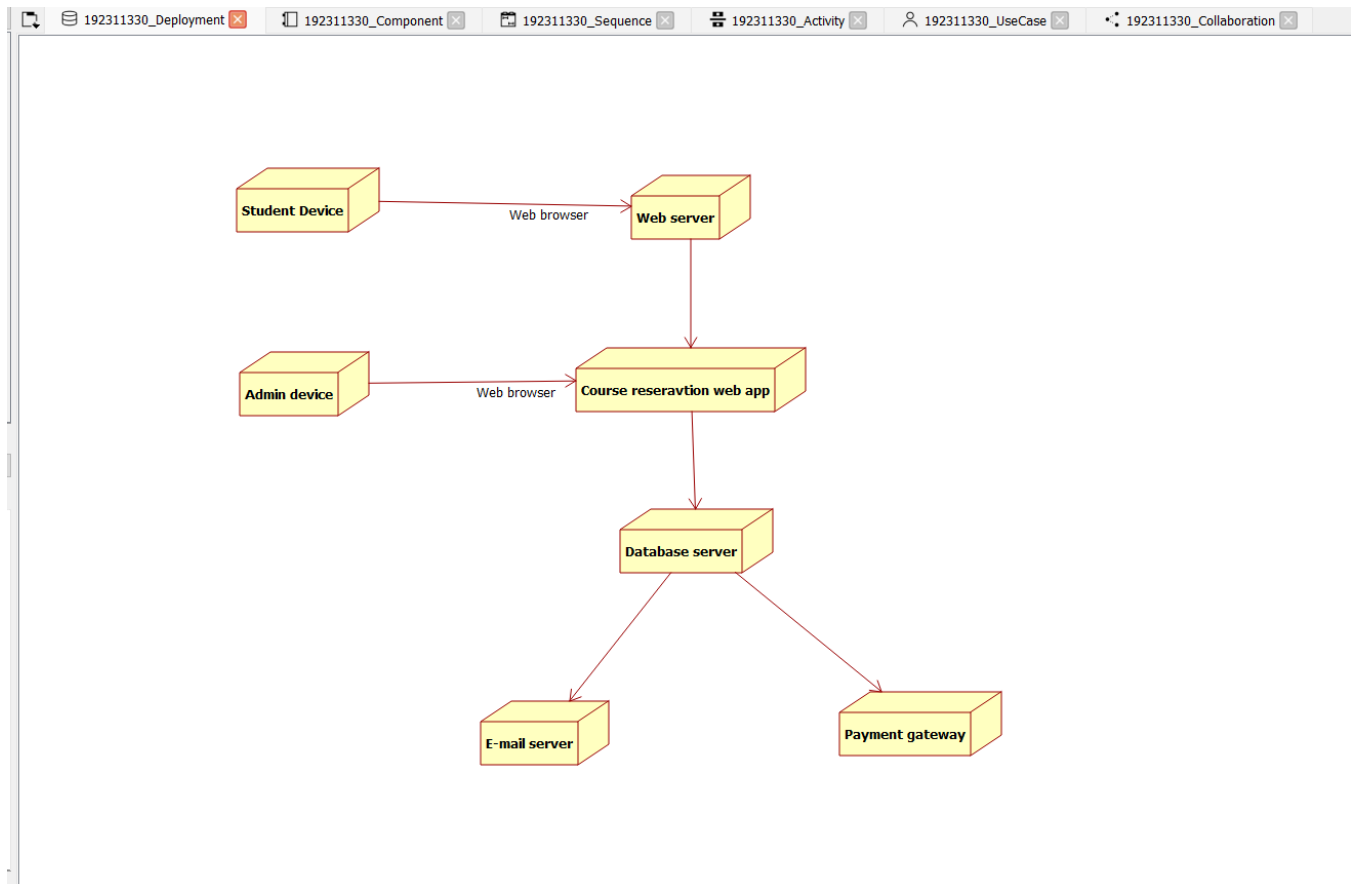 192311330_Deployment
192311330_Component
192311330_Sequence
192311330_Activity
192311330_UseCase
192311330_Collaboration
Student Device
Web browser
Web server
Admin device
Web browser
Course reseravtion web app
Database server
E-mail server
Payment gateway